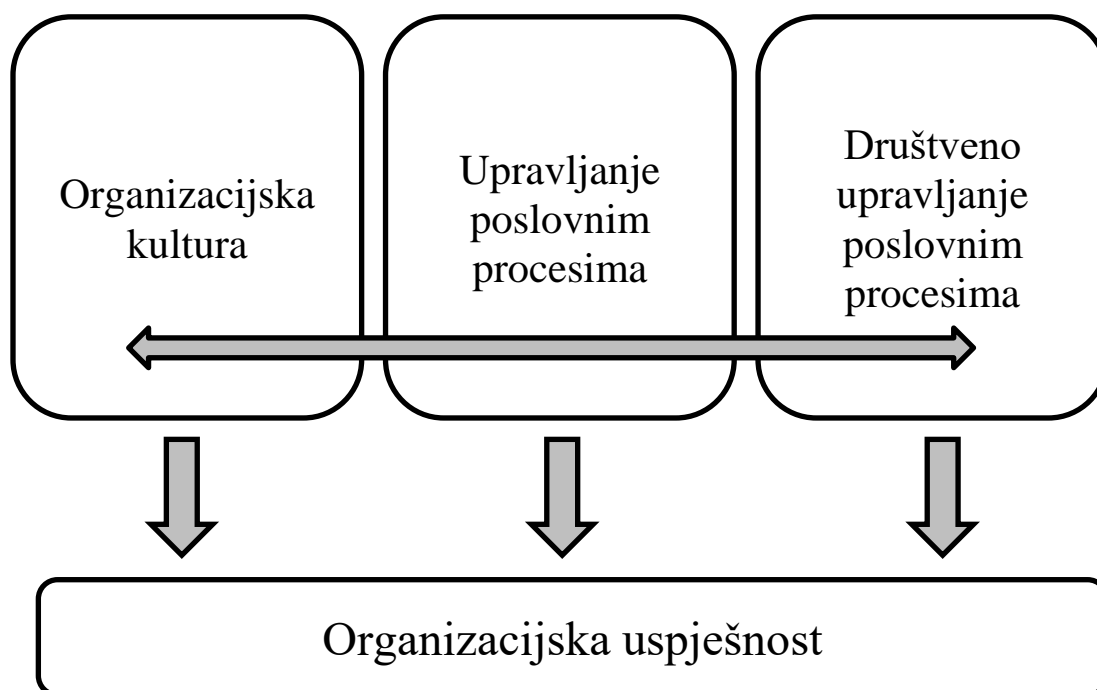 Organizacijska
kultura
Upravljanje
poslovnim
procesima
Društveno
upravljanje
poslovnim
procesima
Organizacijska uspješnost